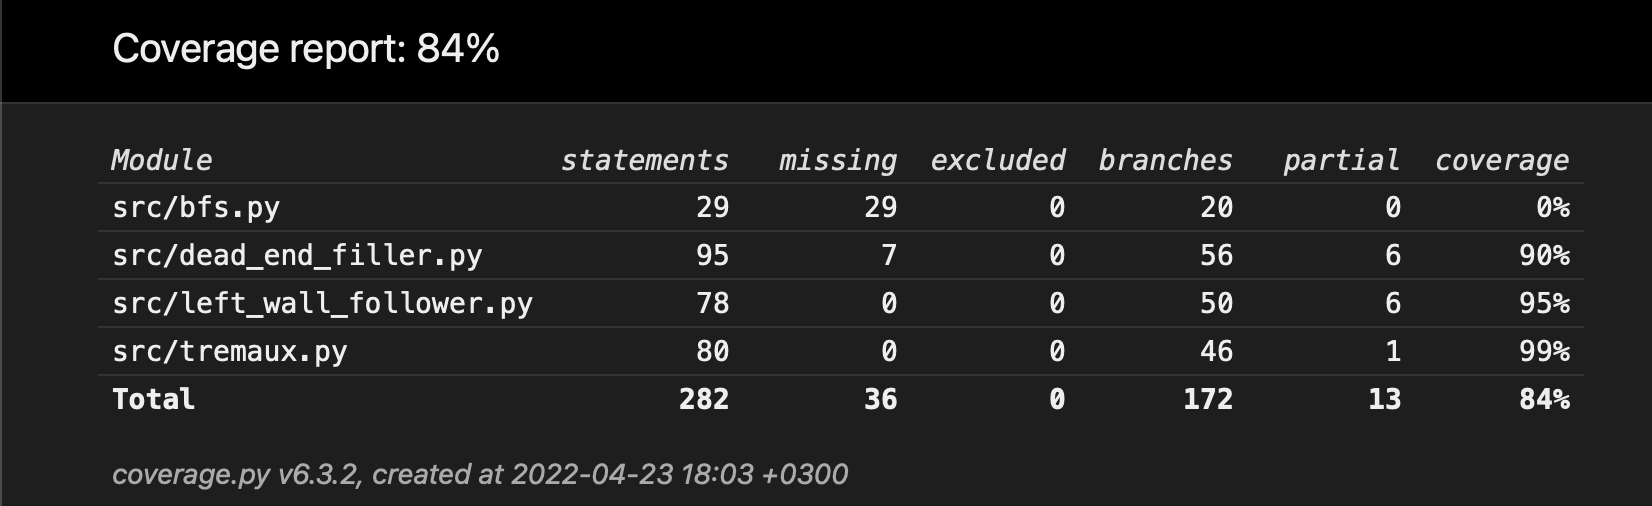 Coverage report: 84%
Module statements missing excluded branches partial coverage
src/bfs.py 29 29 0 20 0 0%
src/dead_end_filler.py 95 7 0 56 6 90%
src/left_wall_follower.py 78 0 0 50 6 95%
src/tremaux.py 80 0 0 46 1 99%
Total 282 36 0 172 13 84%
coverage.py v6.3.2, created at 2022-04-23 18:03 +0300